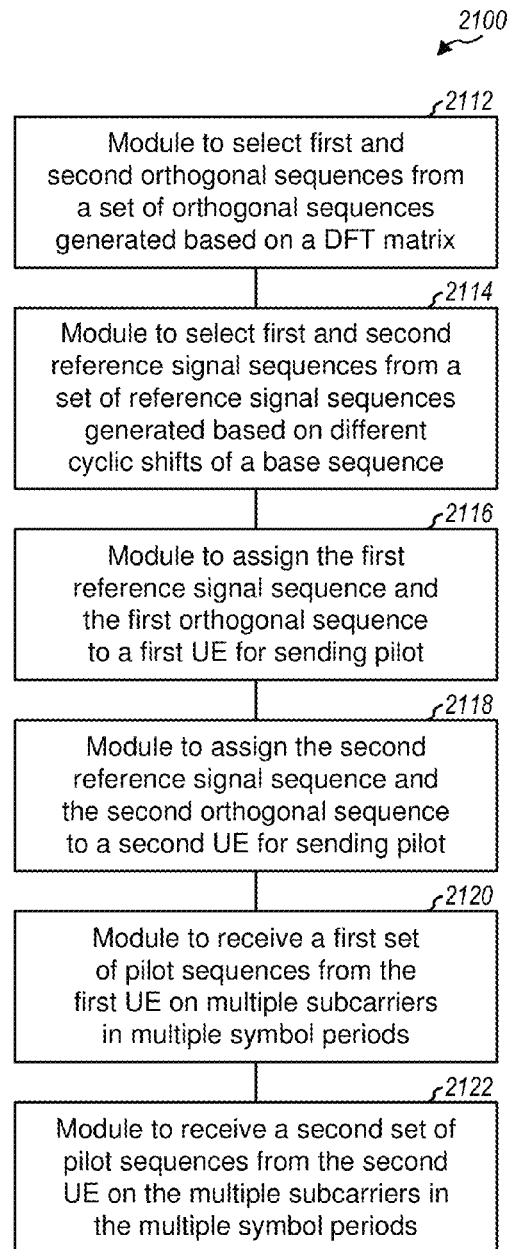 2100
2112
Module to select first and
second orthogonal sequences from
a set of orthogonal sequences
generated based on a DFT matrix
2114
Module to select first and second
reference signal sequences from a
set of reference signal sequences
generated based on different
cyclic shifts of a base sequence
2116
Module to assign the first
reference signal sequence and
the first orthogonal sequence
to a first UE for sending pilot
2118
Module to assign the second
reference signal sequence and
the second orthogonal sequence
to a second UE for sending pilot
2120
Module to receive a first set
of pilot sequences from the
first UE on multiple subcarriers
in multiple symbol periods
2122
Module to receive a second set of
pilot sequences from the second
UE on the multiple subcarriers in
the multiple symbol periods